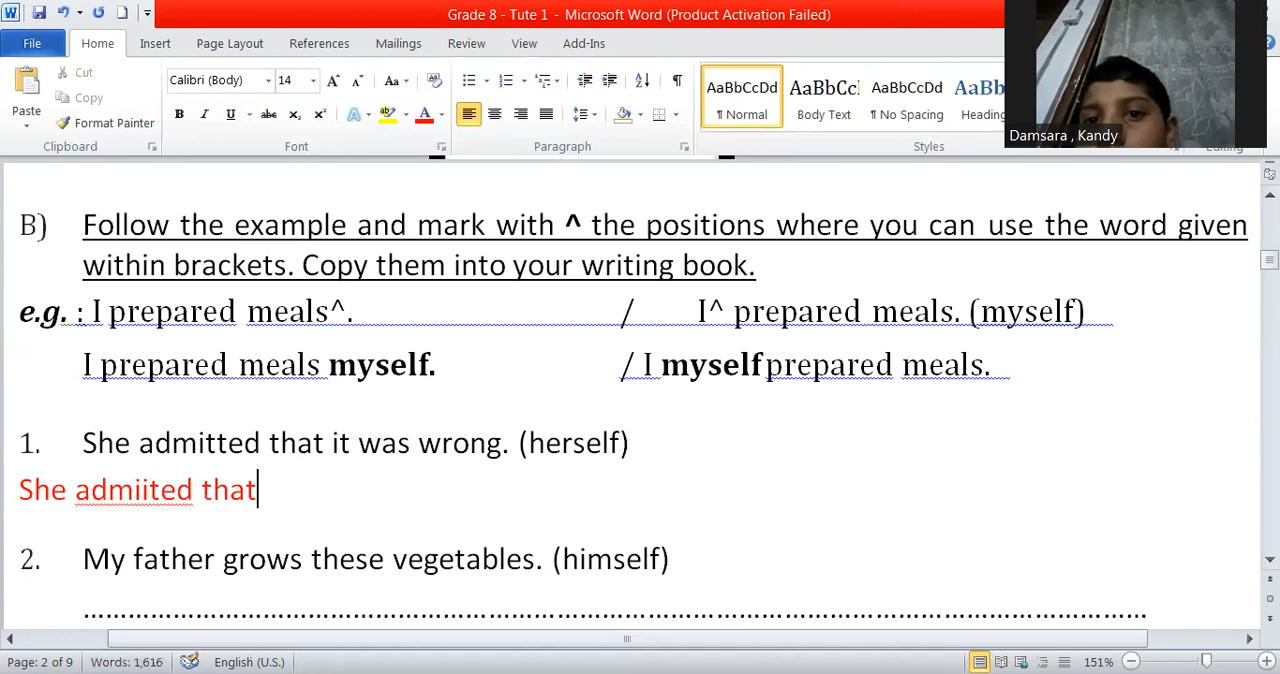 Grade 8 - Tute 1 - Microsoft Word (Product Activation Failed)
File Home Insert Page Layout References Mailings Review View Add-Ins
Paste
Cut
Copy
Format Painter
Calibri (Body) 14
AaBbCcDd AaBbCcI AaBbCcDd AaBb
¶ Normal Body Text ¶ No Spacing Heading
Clipboard Font Paragraph Styles Editing
Damsara , Kandy
B) Follow the example and mark with ^ the positions where you can use the word given
within brackets. Copy them into your writing book.
e.g. : I prepared meals^. / I^ prepared meals. (myself)
I prepared meals myself. / I myself prepared meals.
1. She admitted that it was wrong. (herself)
She admiited that
2. My father grows these vegetables. (himself)
................................................................................
Page: 2 of 9 Words: 1,616 English (U.S.) 151%